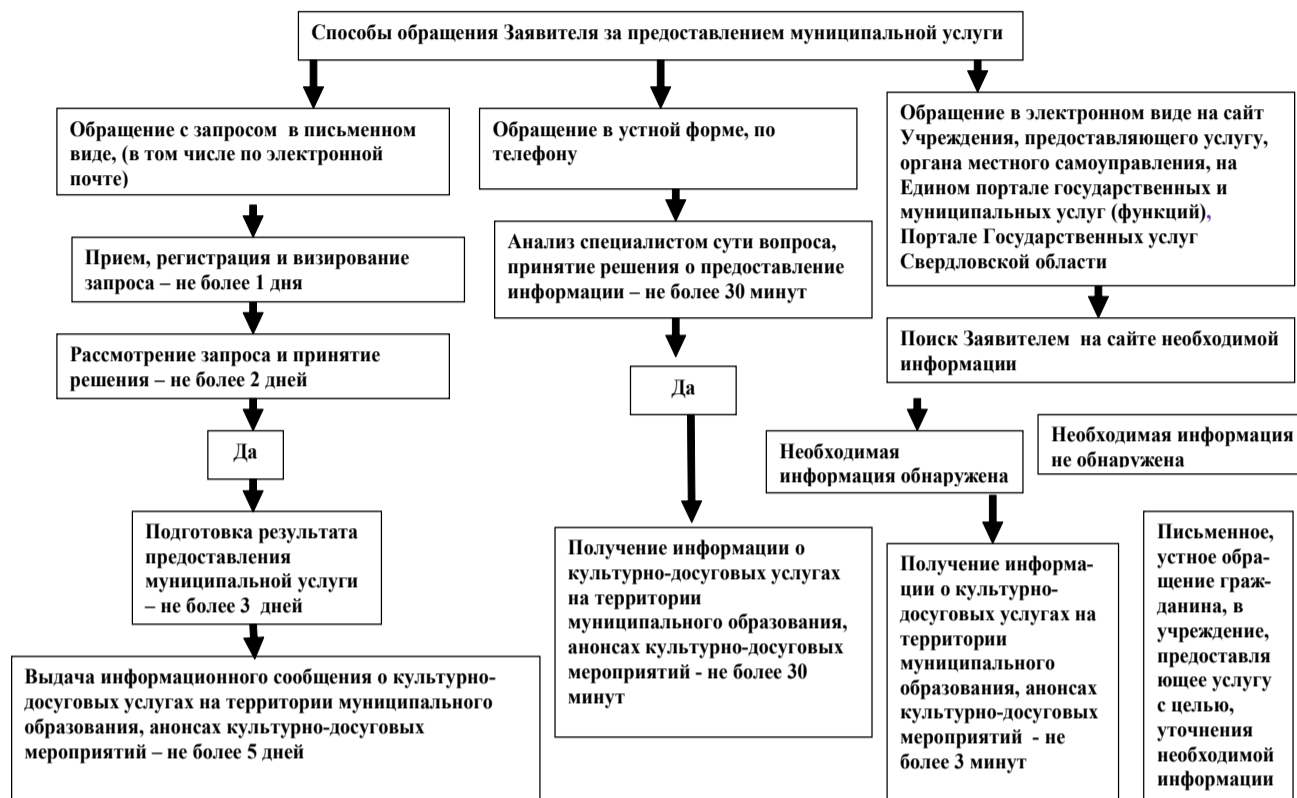 Способы обращения Заявителя за предоставлением муниципальной услуги
Обращение с запросом в письменном
виде, (в том числе по электронной
почте)
Обращение в устной форме, по
телефону
Обращение в электронном виде на сайт
Учреждения, предоставляющего услугу,
органа местного самоуправления, на
Едином портале государственных и
муниципальных услуг (функций),
Портале Государственных услуг
Свердловской области
Прием, регистрация и визирование
запроса – не более 1 дня
Анализ специалистом сути вопроса,
принятие решения о предоставление
информации – не более 30 минут
Рассмотрение запроса и принятие
решения – не более 2 дней
Поиск Заявителем на сайте необходимой
информации
Да
Да
Необходимая
информация обнаружена
Необходимая информация
не обнаружена
Подготовка результата
предоставления
муниципальной услуги
– не более 3 дней
Получение информации о
культурно-досуговых услугах
на территории
муниципального образования,
анонсах культурно-досуговых
мероприятий - не более 30
минут
Получение информа-
ции о культурно-
досуговых услугах на
территории
муниципального
образования, анонсах
культурно-досуговых
мероприятий - не
более 3 минут
Письменное,
устное обра-
щение граж-
данина, в
учреждение,
предоставля
ющее услугу
с целью,
уточнения
необходимой
информации
Выдача информационного сообщения о культурно-
досуговых услугах на территории муниципального
образования, анонсах культурно-досуговых
мероприятий – не более 5 дней